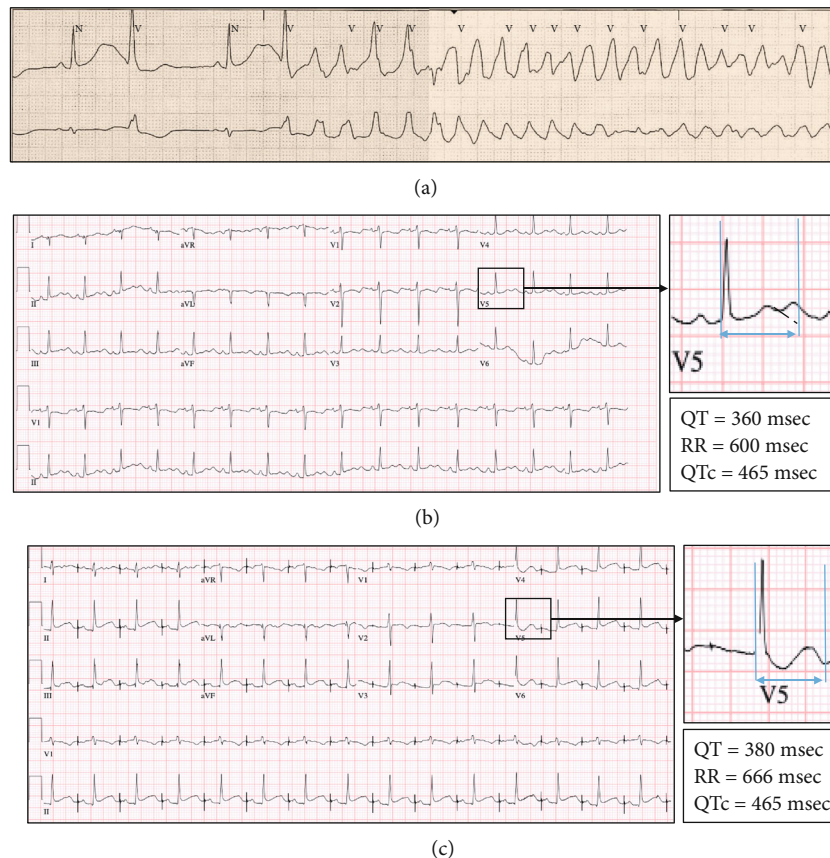 N V N V V V V V V V V V V V V V V V
(a)
I aVR V1 V4
II aVL V2 V5
III aVF V3 V6
V1
II
V5
QT = 360 msec
RR = 600 msec
QTc = 465 msec
(b)
I aVR V1 V4
II aVL V2 V5
III aVF V3 V6
V1
II
V5
QT = 380 msec
RR = 666 msec
QTc = 465 msec
(c)